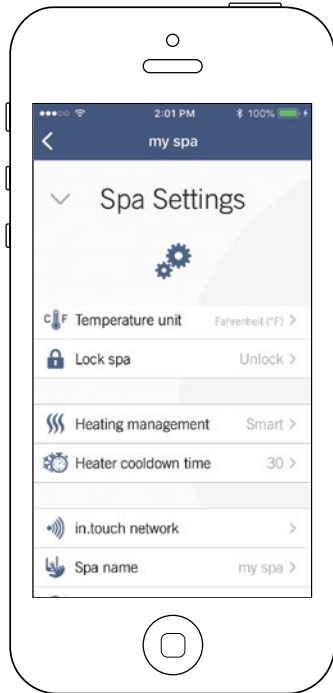 2:01 PM
100%
my spa
Spa Settings
C F Temperature unit Fahrenheit (°F) >
Lock spa Unlock >
Heating management Smart >
Heater cooldown time 30 >
in.touch network >
Spa name my spa >